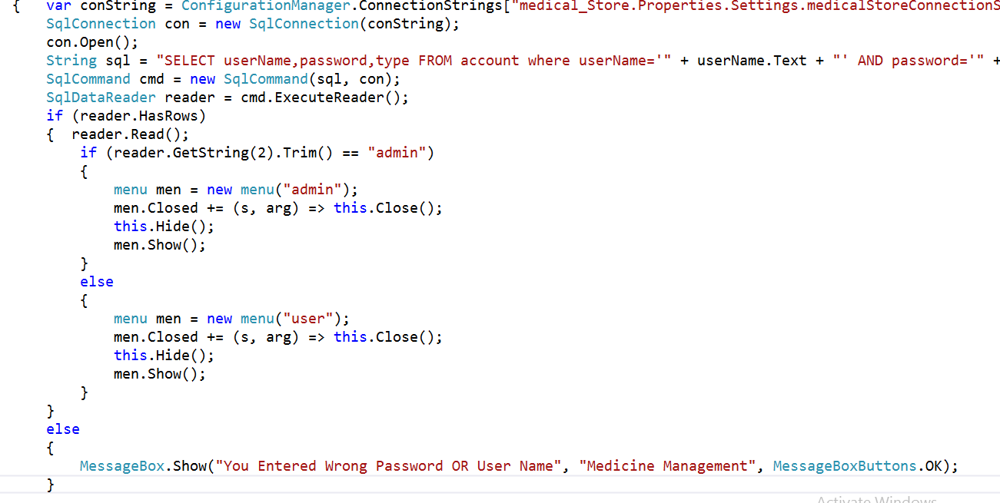 {   var conString = ConfigurationManager.ConnectionStrings["medical_Store.Properties.Settings.medicalStoreConnectionS
SqlConnection con = new SqlConnection(conString);
con.Open();
String sql = "SELECT userName,password,type FROM account where userName='" + userName.Text + "' AND password='" +
SqlCommand cmd = new SqlCommand(sql, con);
SqlDataReader reader = cmd.ExecuteReader();
if (reader.HasRows)
{  reader.Read();
if (reader.GetString(2).Trim() == "admin")
{
menu men = new menu("admin");
men.Closed += (s, arg) => this.Close();
this.Hide();
men.Show();
}
else
{
menu men = new menu("user");
men.Closed += (s, arg) => this.Close();
this.Hide();
men.Show();
}
}
else
{
MessageBox.Show("You Entered Wrong Password OR User Name", "Medicine Management", MessageBoxButtons.OK);
}
Activate Windows